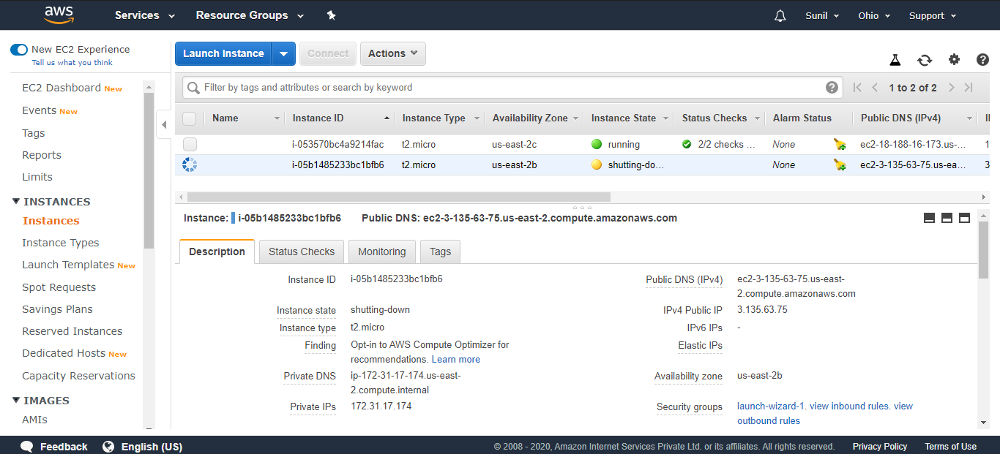 aws
Services
Resource Groups
Sunil
Ohio
Support
New EC2 Experience
Tell us what you think
EC2 Dashboard New
Events New
Tags
Reports
Limits
INSTANCES
Instances
Instance Types
Launch Templates New
Spot Requests
Savings Plans
Reserved Instances
Dedicated Hosts New
Capacity Reservations
IMAGES
AMIs
Launch Instance
Connect
Actions
Filter by tags and attributes or search by keyword
1 to 2 of 2
Name Instance ID Instance Type Availability Zone Instance State Status Checks Alarm Status Public DNS (IPv4)
i-053570bc4a9214fac t2.micro us-east-2c running 2/2 checks ... None ec2-18-188-16-173.us-...
i-05b1485233bc1bfb6 t2.micro us-east-2b shutting-do... None ec2-3-135-63-75.us-ea...
Instance: i-05b1485233bc1bfb6 Public DNS: ec2-3-135-63-75.us-east-2.compute.amazonaws.com
Description Status Checks Monitoring Tags
Instance ID i-05b1485233bc1bfb6
Instance state shutting-down
Instance type t2.micro
Finding Opt-in to AWS Compute Optimizer for
recommendations. Learn more
Private DNS ip-172-31-17-174.us-east-
2.compute.internal
Private IPs 172.31.17.174
Public DNS (IPv4) ec2-3-135-63-75.us-east-
2.compute.amazonaws.com
IPv4 Public IP 3.135.63.75
IPv6 IPs -
Elastic IPs
Availability zone us-east-2b
Security groups launch-wizard-1. view inbound rules. view
outbound rules
Feedback
English (US)
© 2008 - 2020, Amazon Internet Services Private Ltd. or its affiliates. All rights reserved.
Privacy Policy
Terms of Use